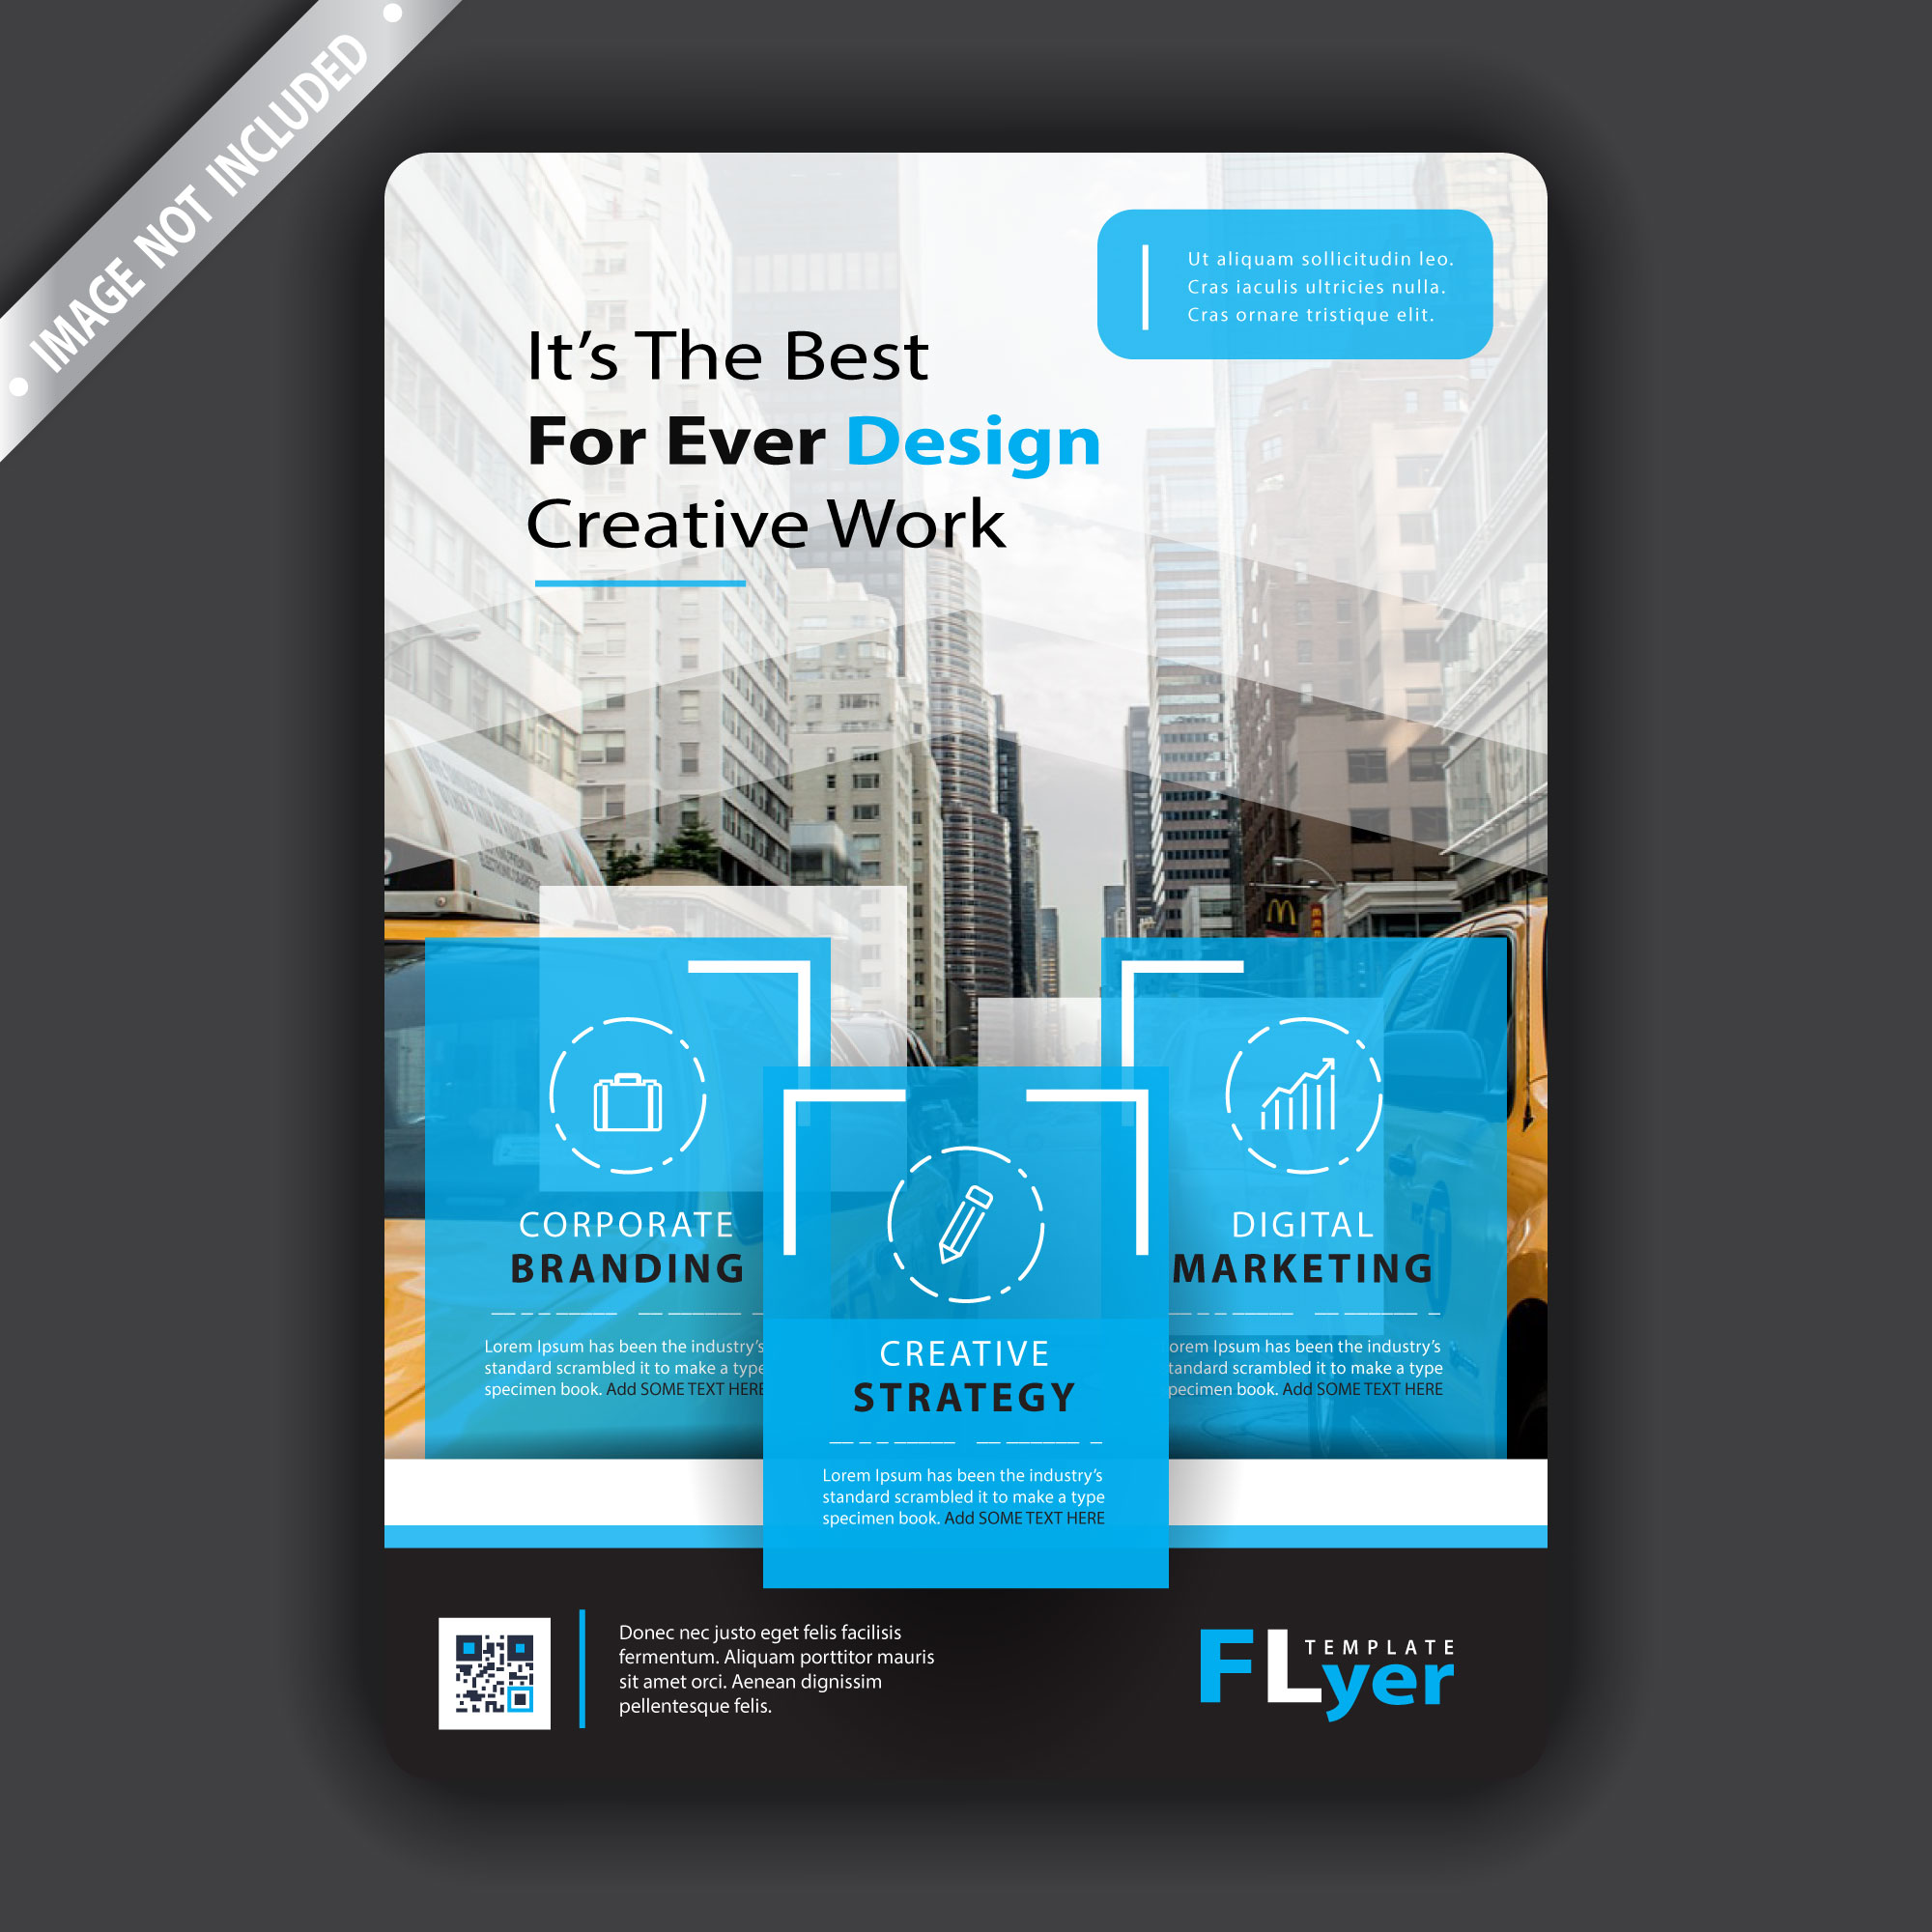 IMAGE NOT INCLUDED
Ut aliquam sollicitudin leo.
Cras iaculis ultricies nulla.
Cras ornare tristique elit.
It’s The Best
For Ever Design
Creative Work
CORPORATE
BRANDING
Lorem Ipsum has been the industry’s
standard scrambled it to make a type
specimen book. Add SOME TEXT HERE
CREATIVE
STRATEGY
Lorem Ipsum has been the industry’s
standard scrambled it to make a type
specimen book. Add SOME TEXT HERE
DIGITAL
MARKETING
orem Ipsum has been the industry’s
tandard scrambled it to make a type
pecimen book. Add SOME TEXT HERE
Donec nec justo eget felis facilisis
fermentum. Aliquam porttitor mauris
sit amet orci. Aenean dignissim
pellentesque felis.
TEMPLATE
FLyer